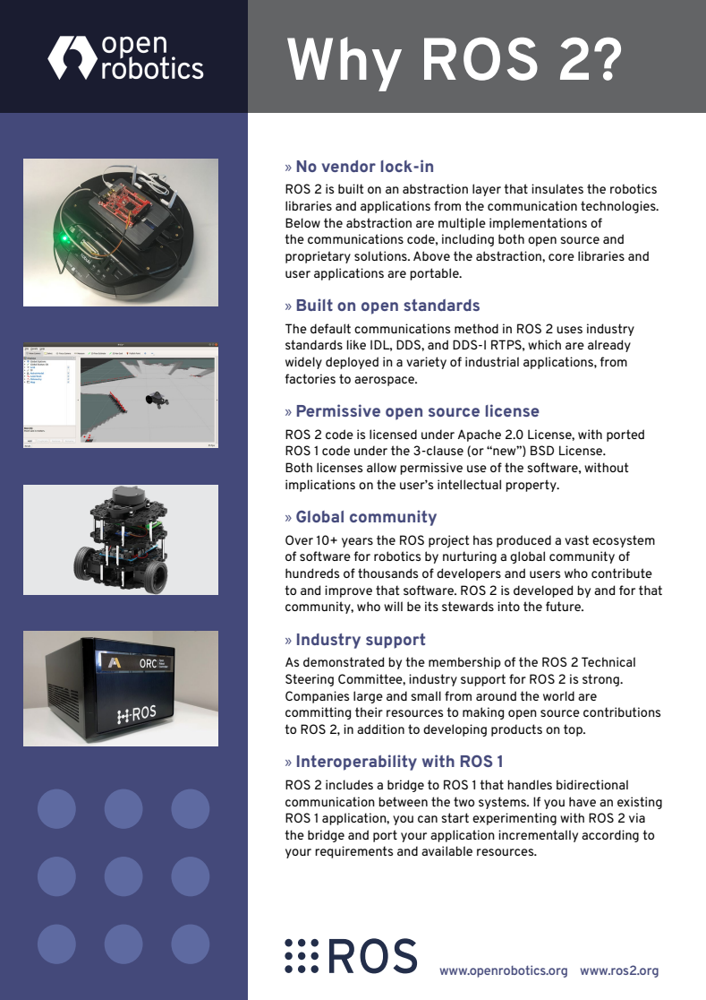 open
robotics
Why ROS 2?
» No vendor lock-in
ROS 2 is built on an abstraction layer that insulates the robotics
libraries and applications from the communication technologies.
Below the abstraction are multiple implementations of
the communications code, including both open source and
proprietary solutions. Above the abstraction, core libraries and
user applications are portable.
» Built on open standards
The default communications method in ROS 2 uses industry
standards like IDL, DDS, and DDS-I RTPS, which are already
widely deployed in a variety of industrial applications, from
factories to aerospace.
» Permissive open source license
ROS 2 code is licensed under Apache 2.0 License, with ported
ROS 1 code under the 3-clause (or “new”) BSD License.
Both licenses allow permissive use of the software, without
implications on the user’s intellectual property.
» Global community
Over 10+ years the ROS project has produced a vast ecosystem
of software for robotics by nurturing a global community of
hundreds of thousands of developers and users who contribute
to and improve that software. ROS 2 is developed by and for that
community, who will be its stewards into the future.
» Industry support
As demonstrated by the membership of the ROS 2 Technical
Steering Committee, industry support for ROS 2 is strong.
Companies large and small from around the world are
committing their resources to making open source contributions
to ROS 2, in addition to developing products on top.
» Interoperability with ROS 1
ROS 2 includes a bridge to ROS 1 that handles bidirectional
communication between the two systems. If you have an existing
ROS 1 application, you can start experimenting with ROS 2 via
the bridge and port your application incrementally according to
your requirements and available resources.
ORC
H-ROS
ROS
www.openrobotics.org www.ros2.org